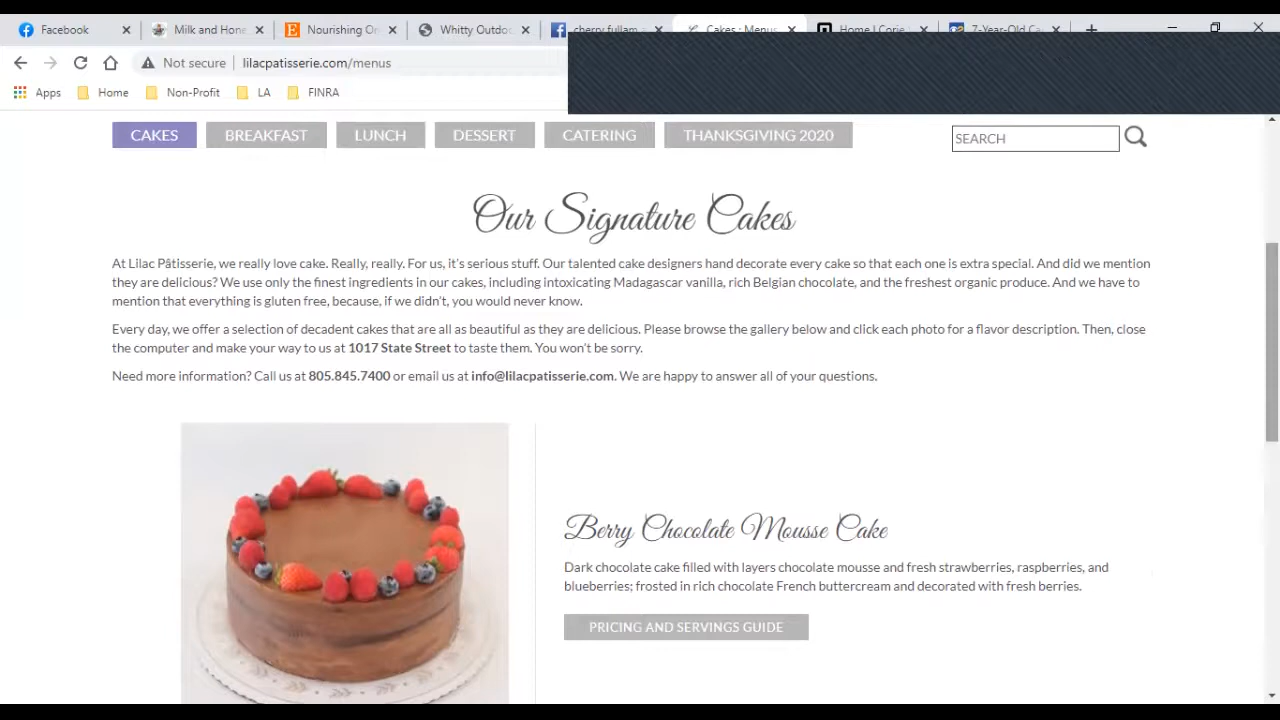 Facebook
Milk and Hone
Nourishing Or
Whitty Outdoo
cherry fullam au
Cakes : Menus
Home | Corie
7-Year-Old Ca
Not secure | lilacpatisserie.com/menus
Apps Home Non-Profit LA FINRA
CAKES BREAKFAST LUNCH DESSERT CATERING THANKSGIVING 2020 SEARCH
Our Signature Cakes
At Lilac Pâtisserie, we really love cake. Really, really. For us, it's serious stuff. Our talented cake designers hand decorate every cake so that each one is extra special. And did we mention
they are delicious? We use only the finest ingredients in our cakes, including intoxicating Madagascar vanilla, rich Belgian chocolate, and the freshest organic produce. And we have to
mention that everything is gluten free, because, if we didn't, you would never know.
Every day, we offer a selection of decadent cakes that are all as beautiful as they are delicious. Please browse the gallery below and click each photo for a flavor description. Then, close
the computer and make your way to us at 1017 State Street to taste them. You won't be sorry.
Need more information? Call us at 805.845.7400 or email us at info@lilacpatisserie.com. We are happy to answer all of your questions.
Berry Chocolate Mousse Cake
Dark chocolate cake filled with layers chocolate mousse and fresh strawberries, raspberries, and
blueberries; frosted in rich chocolate French buttercream and decorated with fresh berries.
PRICING AND SERVINGS GUIDE